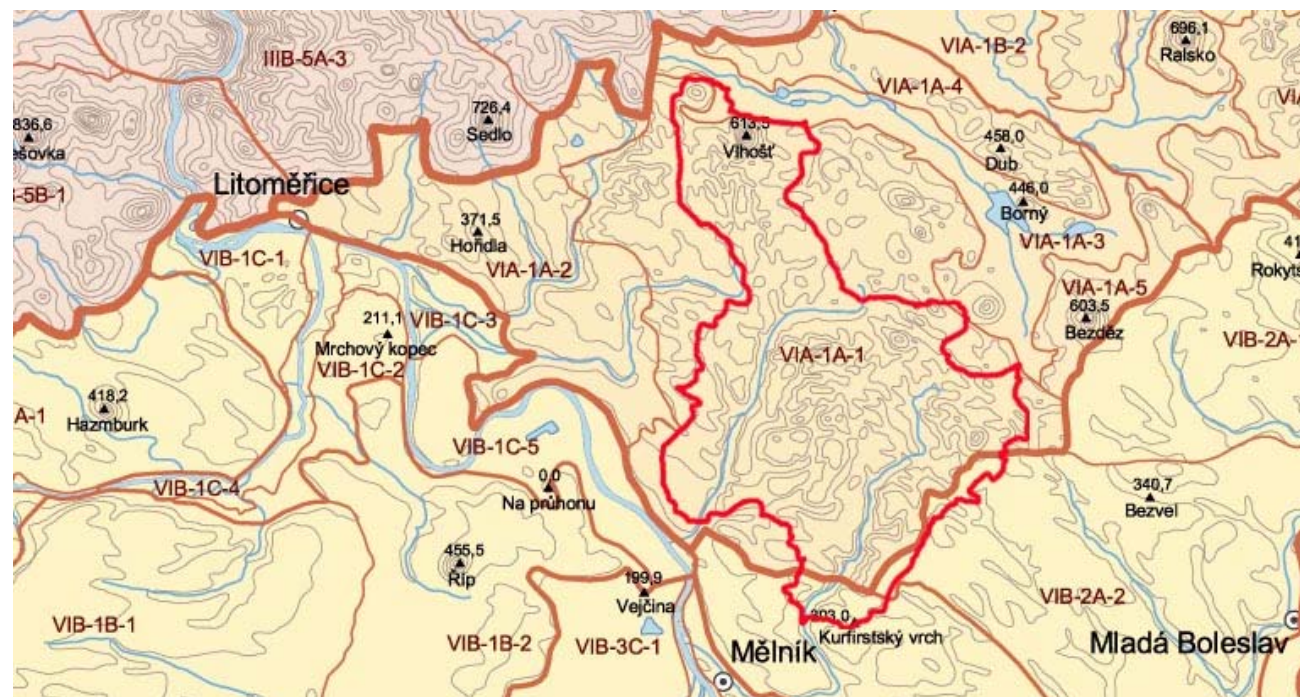 696,1
Ralsko
VIA-1B-2
IIIB-5A-3
VIA-1A-4
726,4
Sedlo
836,6
ešovka
613,5
Vlhošť
458,0
Dub
Litoměřice
446,0
Borný
371,5
Hořidla
VIA-1A-2
VIA-1A-3
VIB-1C-1
VIA-1A-5
603,5
Bezděz
211,1
Mrchový kopec
VIB-1C-3
VIB-1C-2
VIA-1A-1
418,2
Hazmburk
A-1
VIB-1C-5
VIB-1C-4
0,0
Na průhonu
340,7
Bezvel
455,5
Říp
199,9
Vejčina
VIB-2A-2
VIB-1B-1
VIB-1B-2
VIB-3C-1
Kurfirstský vrch
Mělník
Mladá Boleslav